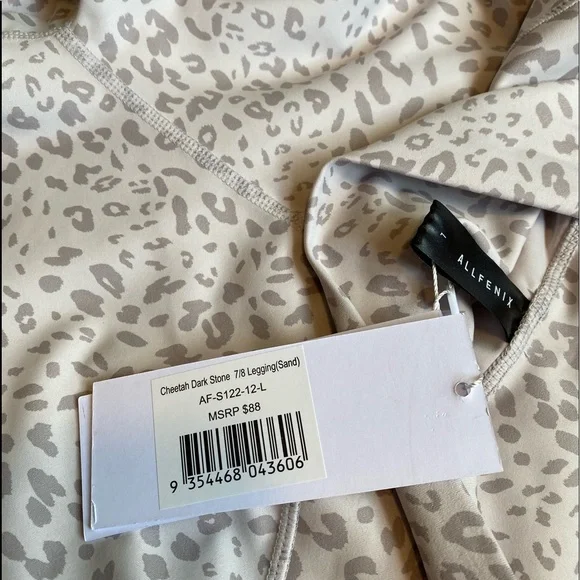 L
ALLFENIX
Cheetah Dark Stone 7/8 Legging(Sand)
AF-S122-12-L
MSRP $88
9 354468 043606